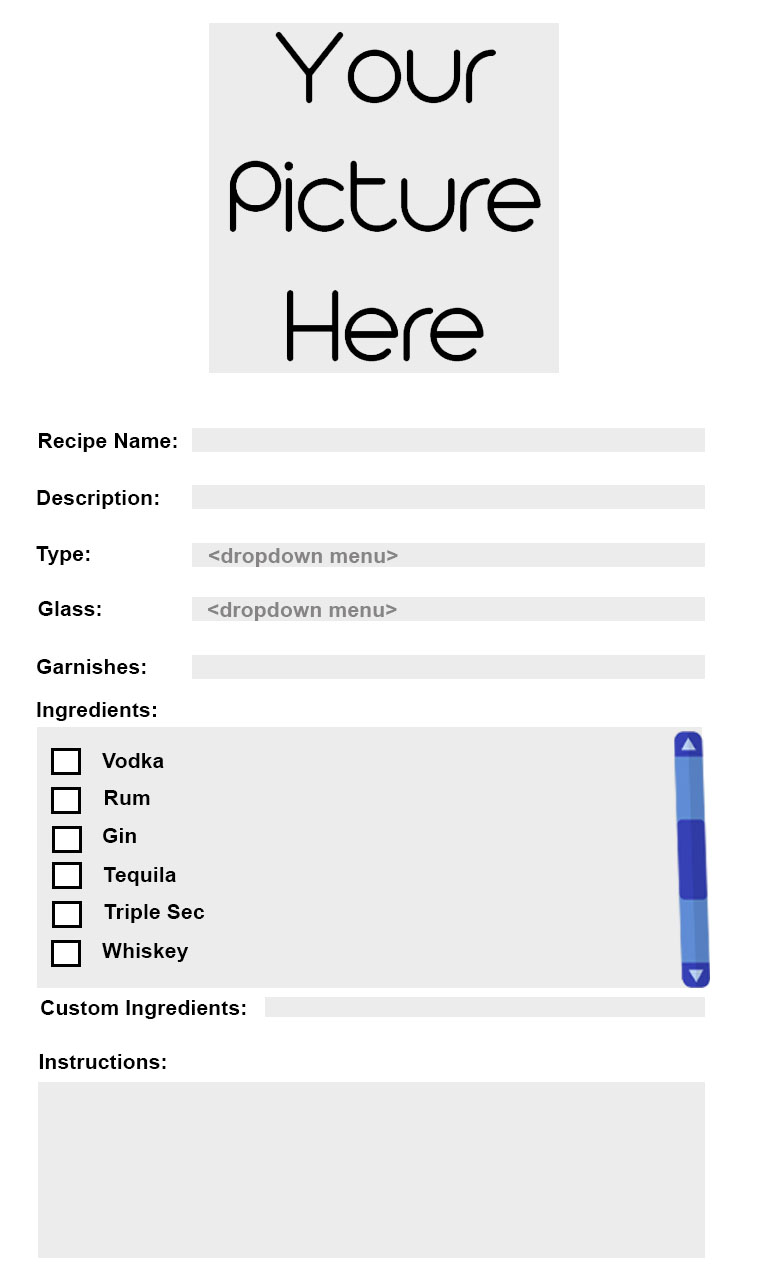 Your
Picture
Here
Recipe Name:
Description:
Type: <dropdown menu>
Glass: <dropdown menu>
Garnishes:
Ingredients:
Vodka
Rum
Gin
Tequila
Triple Sec
Whiskey
Custom Ingredients:
Instructions: